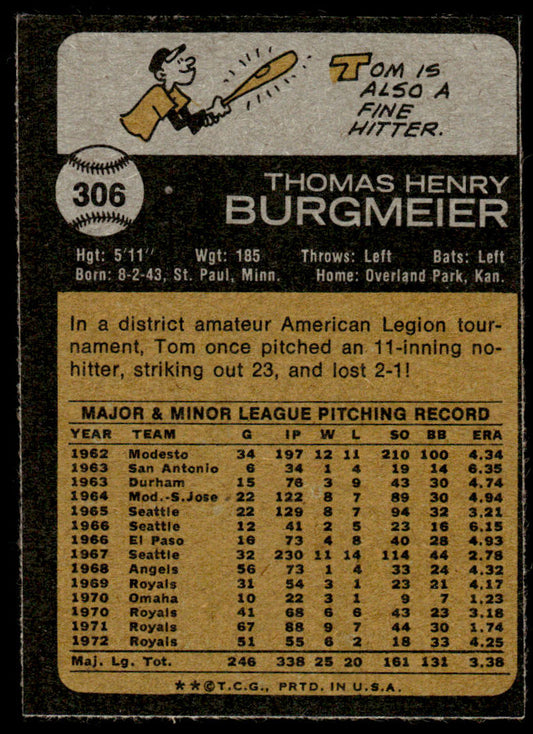 TOM IS
ALSO A
FINE
HITTER.
306
THOMAS HENRY
BURGMEIER
Hgt: 5'11" Wgt: 185 Throws: Left Bats: Left
Born: 8-2-43, St. Paul, Minn. Home: Overland Park, Kan.
In a district amateur American Legion tour-
nament, Tom once pitched an 11-inning no-
hitter, striking out 23, and lost 2-1!
MAJOR & MINOR LEAGUE PITCHING RECORD
YEAR TEAM G IP W L SO BB ERA
1962 Modesto 34 197 12 11 210 100 4.34
1963 San Antonio 6 34 1 4 19 14 6.35
1963 Durham 15 76 3 9 43 30 4.74
1964 Mod.-S.Jose 22 122 8 7 89 30 4.94
1965 Seattle 22 129 8 7 94 32 3.21
1966 Seattle 12 41 2 5 23 16 6.15
1966 El Paso 16 73 4 8 40 28 4.93
1967 Seattle 32 230 11 14 114 44 2.78
1968 Angels 56 73 1 4 33 24 4.32
1969 Royals 31 54 3 1 23 21 4.17
1970 Omaha 10 22 3 1 9 7 1.23
1970 Royals 41 68 6 6 43 23 3.18
1971 Royals 67 88 9 7 44 30 1.74
1972 Royals 51 55 6 2 18 33 4.25
Maj. Lg. Tot. 246 338 25 20 161 131 3.38
**©T.C.G., PRTD. IN U.S.A.